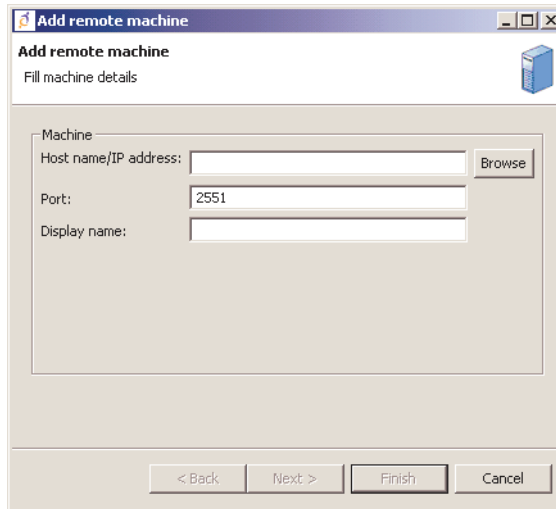 Add remote machine
Add remote machine
Fill machine details
Machine
Host name/IP address:
Browse
Port: 2551
Display name:
< Back Next > Finish Cancel